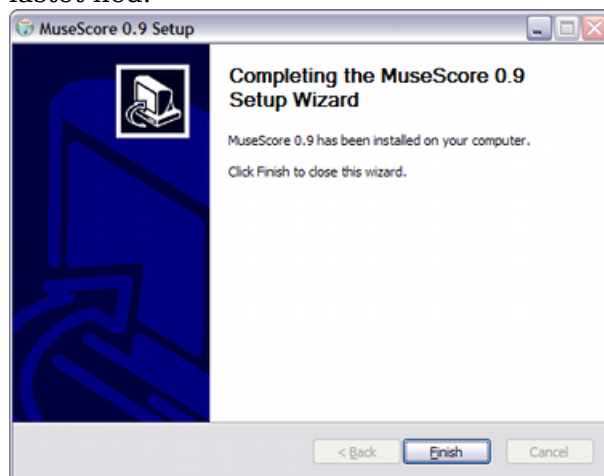 MuseScore 0.9 Setup
Completing the MuseScore 0.9
Setup Wizard
MuseScore 0.9 has been installed on your computer.
Click Finish to close this wizard.
< Back Finish Cancel